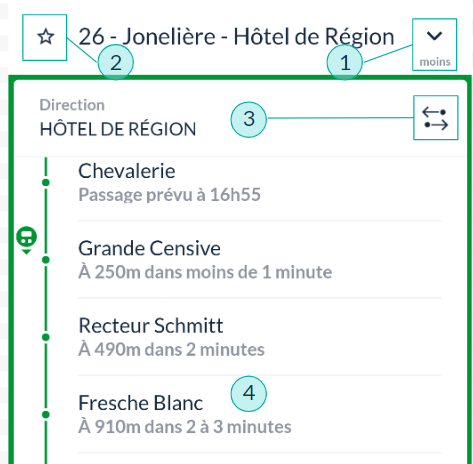 26 - Jonelière - Hôtel de Région
moins
2
1
Direction
HÔTEL DE RÉGION
3
Chevalerie
Passage prévu à 16h55
Grande Censive
À 250m dans moins de 1 minute
Recteur Schmitt
À 490m dans 2 minutes
Fresche Blanc
4
À 910m dans 2 à 3 minutes